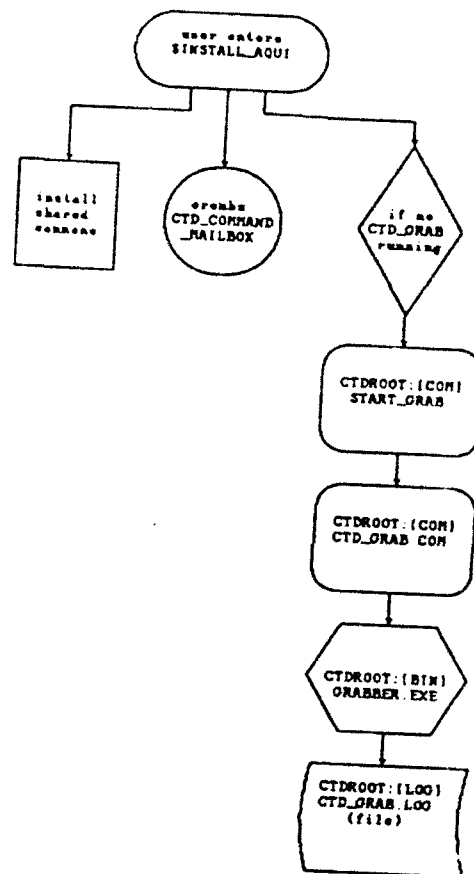 user enters
$INSTALL_AQUI
install
shared
commons
crembx
CTD_COMMAND
_MAILBOX
if no
CTD_GRAB
running
CTDROOT:[COM]
START_GRAB
CTDROOT:[COM]
CTD_GRAB COM
CTDROOT:[BIN]
GRABBER.EXE
CTDROOT:[LOG]
CTD_GRAB.LOG
(file)